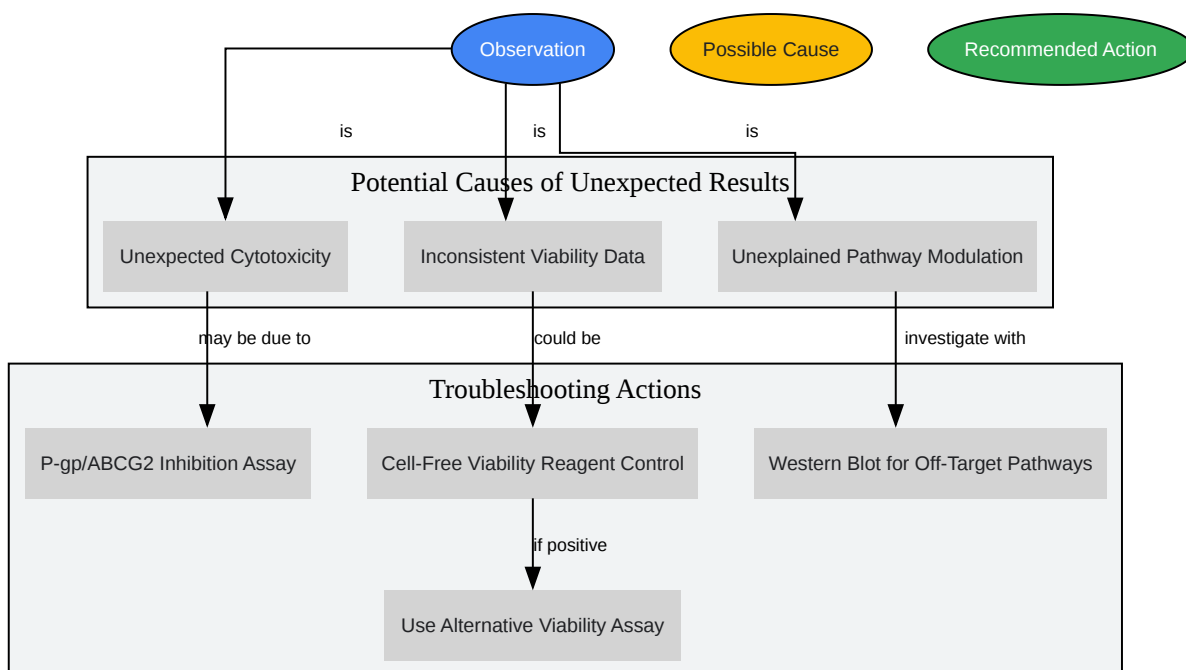 Observation
Possible Cause
Recommended Action
is
is
is
Potential Causes of Unexpected Results
Unexpected Cytotoxicity
Inconsistent Viability Data
Unexplained Pathway Modulation
may be due to
could be
investigate with
Troubleshooting Actions
P-gp/ABCG2 Inhibition Assay
Cell-Free Viability Reagent Control
Western Blot for Off-Target Pathways
if positive
Use Alternative Viability Assay